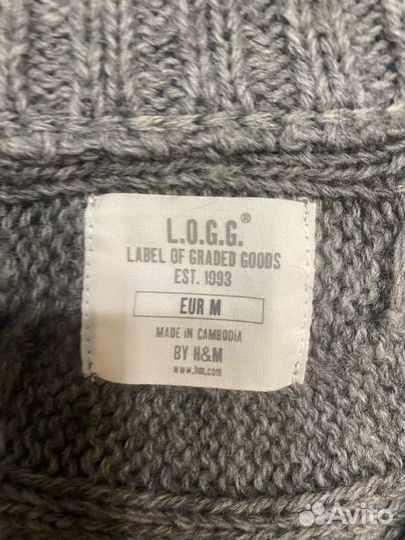 L.O.G.G.®
LABEL OF GRADED GOODS
EST. 1993
EUR M
MADE IN CAMBODIA
BY H&M
www.hm.com
Avito